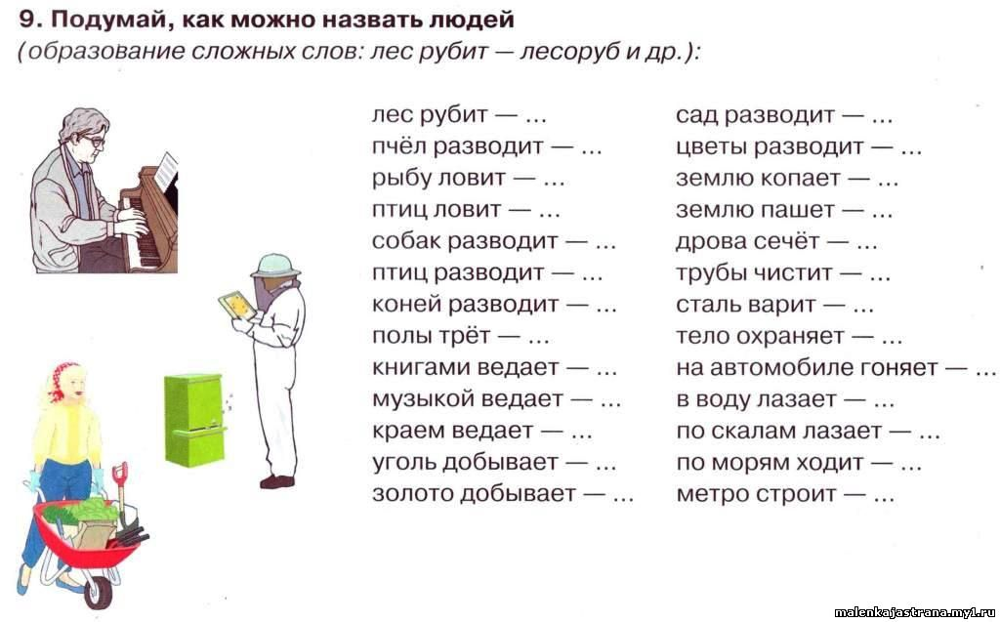 9. Подумай, как можно назвать людей
(образование сложных слов: лес рубит — лесоруб и др.):
лес рубит — ...
пчёл разводит — ...
рыбу ловит — ...
птиц ловит — ...
собак разводит — ...
птиц разводит — ...
коней разводит — ...
полы трёт — ...
книгами ведает — ...
музыкой ведает — ...
краем ведает — ...
уголь добывает — ...
золото добывает — ...
сад разводит — ...
цветы разводит — ...
землю копает — ...
землю пашет — ...
дрова сечёт — ...
трубы чистит — ...
сталь варит — ...
тело охраняет — ...
на автомобиле гоняет — ...
в воду лазает — ...
по скалам лазает — ...
по морям ходит — ...
метро строит — ...
malenkajastrana.my1.ru